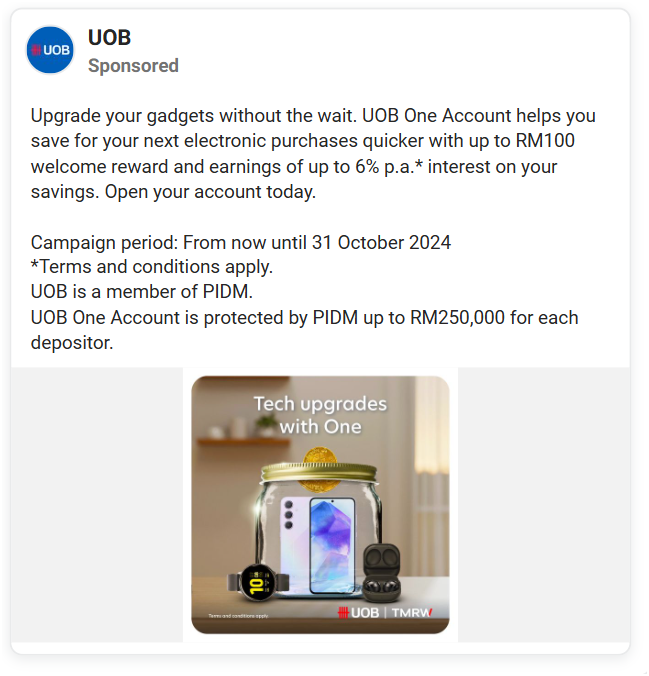 UOB
UOB
Sponsored
Upgrade your gadgets without the wait. UOB One Account helps you
save for your next electronic purchases quicker with up to RM100
welcome reward and earnings of up to 6% p.a.* interest on your
savings. Open your account today.
Campaign period: From now until 31 October 2024
*Terms and conditions apply.
UOB is a member of PIDM.
UOB One Account is protected by PIDM up to RM250,000 for each
depositor.
Tech upgrades
with One
10
Terms and conditions apply.
UOB | TMRW